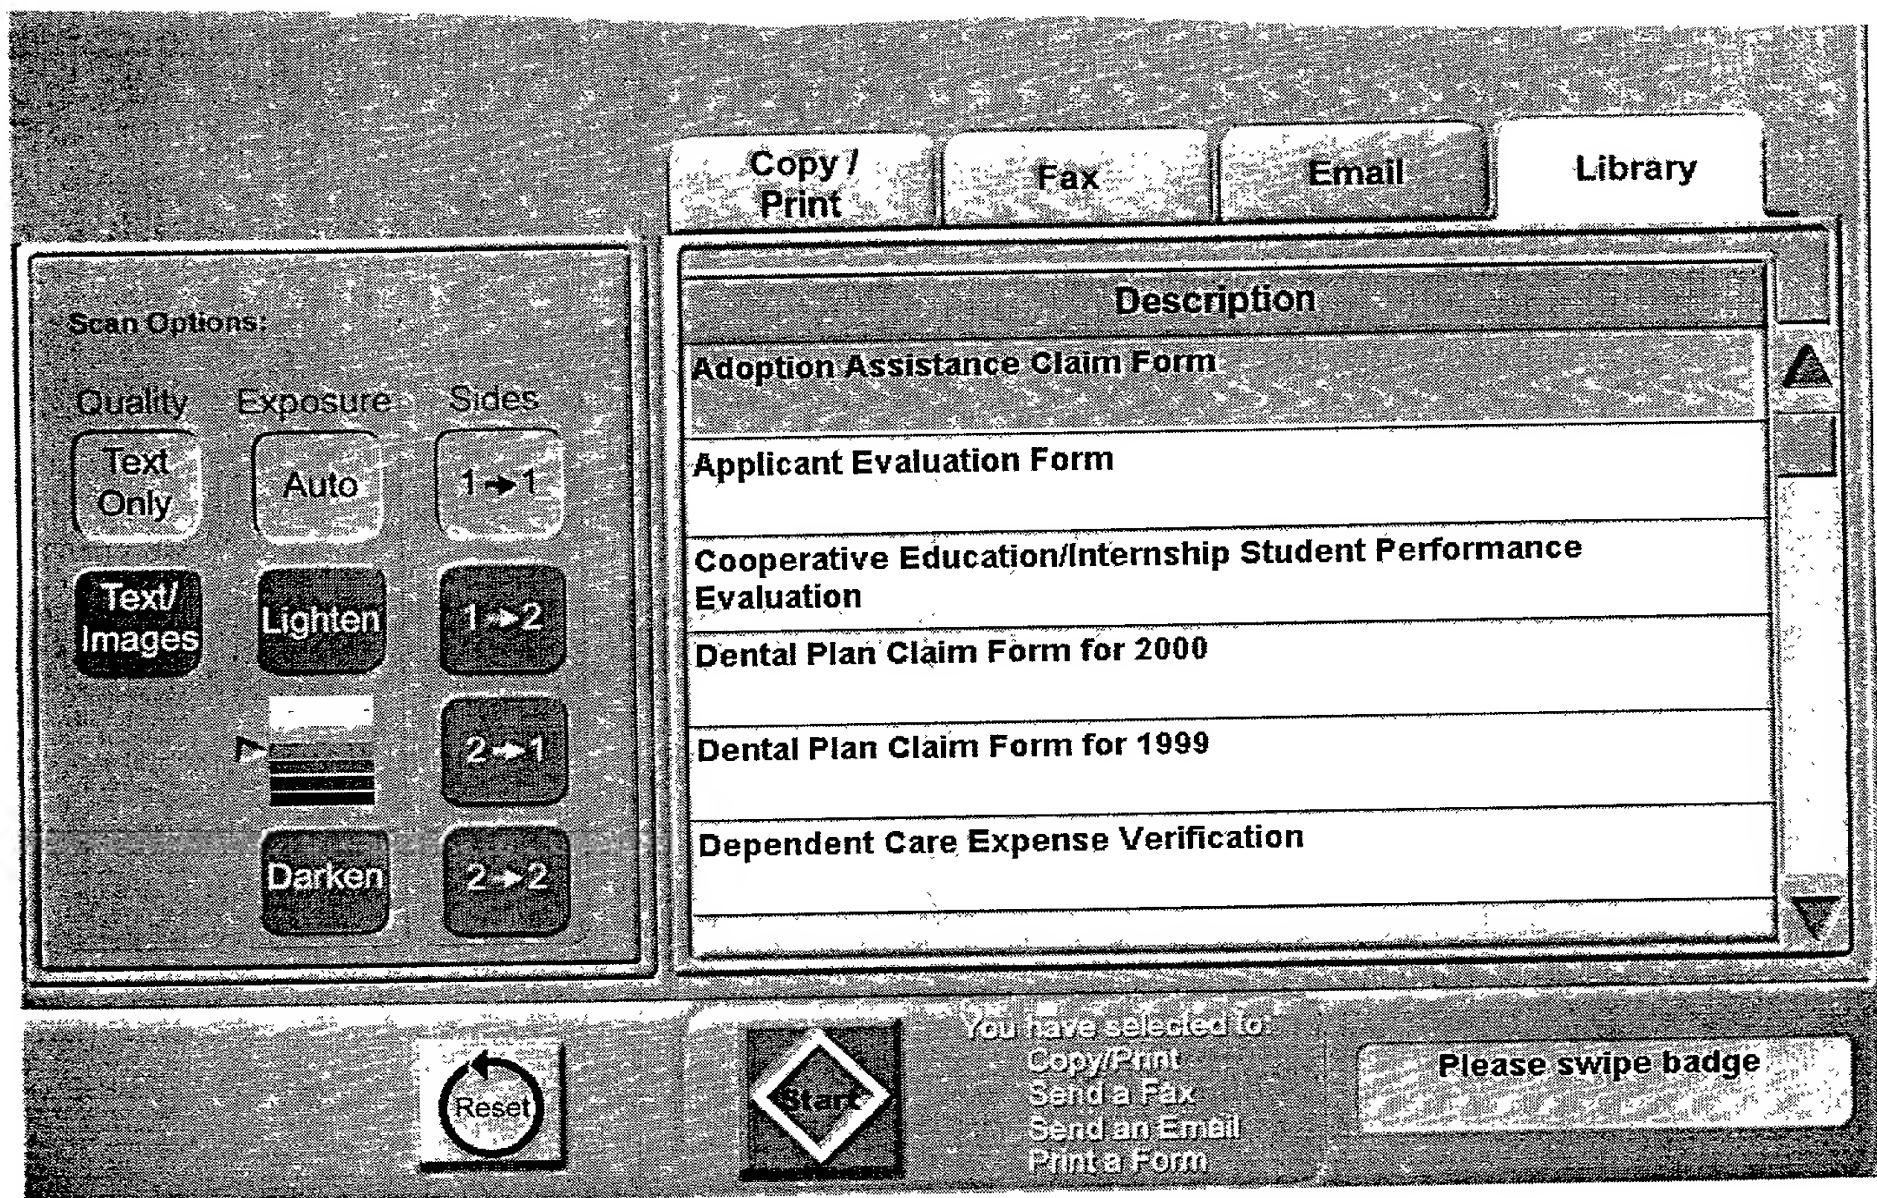 Copy / Print
Fax
Email
Library
Scan Options:
Quality
Exposure
Sides
Text Only
Auto
1→1
Text/ Images
Lighten
1→2
2→1
Darken
2→2
Description
Adoption Assistance Claim Form
Applicant Evaluation Form
Cooperative Education/Internship Student Performance
Evaluation
Dental Plan Claim Form for 2000
Dental Plan Claim Form for 1999
Dependent Care Expense Verification
Reset
Start
You have selected to:
Copy/Print
Send a Fax
Send an Email
Print a Form
Please swipe badge